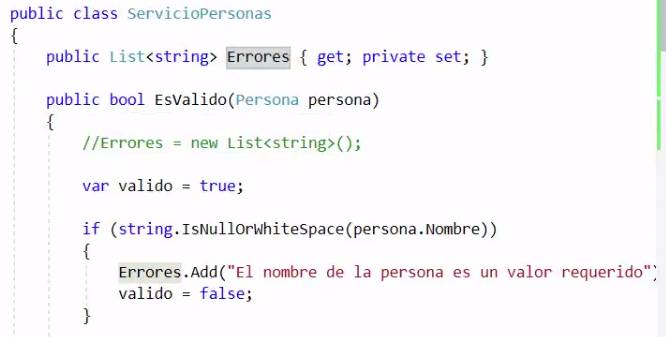 public class ServicioPersonas
{
public List<string> Errores { get; private set; }
public bool EsValido(Persona persona)
{
//Errores = new List<string>();
var valido = true;
if (string.IsNullOrWhiteSpace(persona.Nombre))
{
Errores.Add("El nombre de la persona es un valor requerido")
valido = false;
}